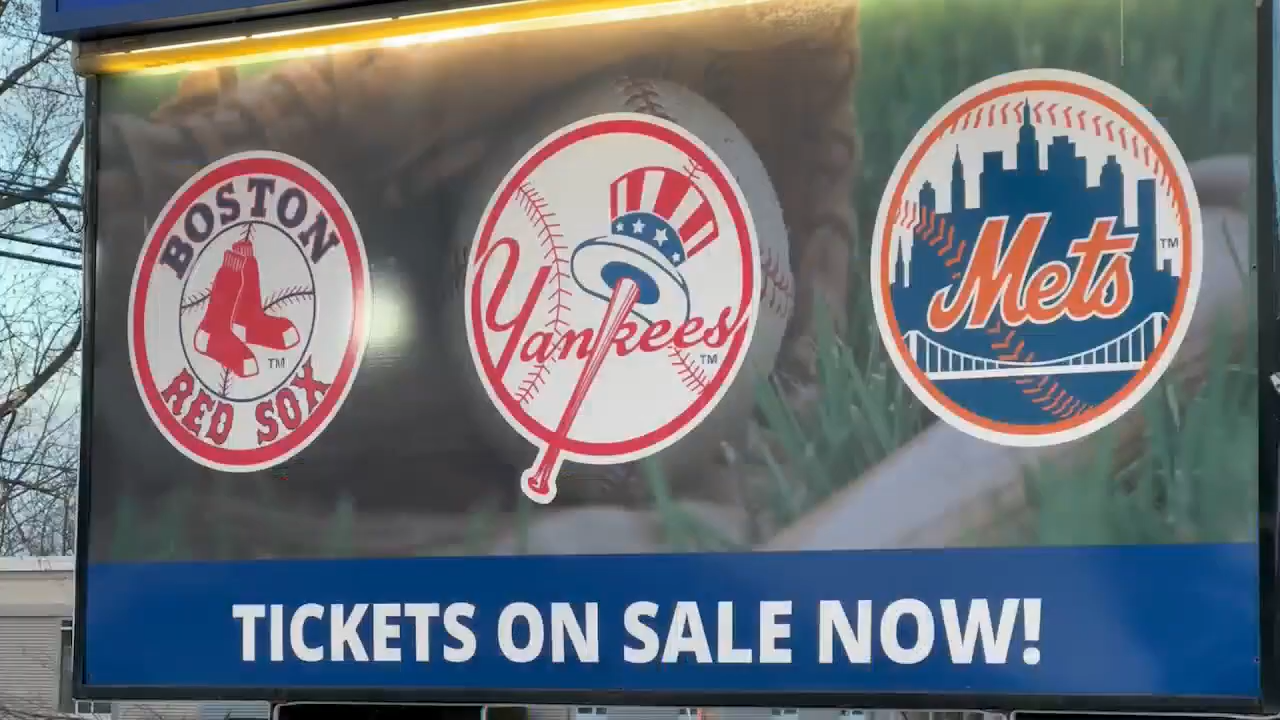 BOSTON
RED SOX
TM
Yankees
TM
Mets
TM
TICKETS ON SALE NOW!